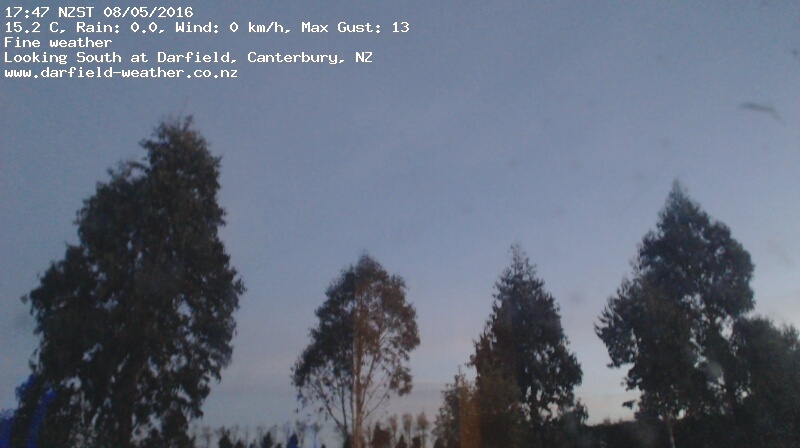 17:47 NZST 08/05/2016
15.2 C, Rain: 0.0, Wind: 0 km/h, Max Gust: 13
Fine weather
Looking South at Darfield, Canterbury, NZ
www.darfield-weather.co.nz